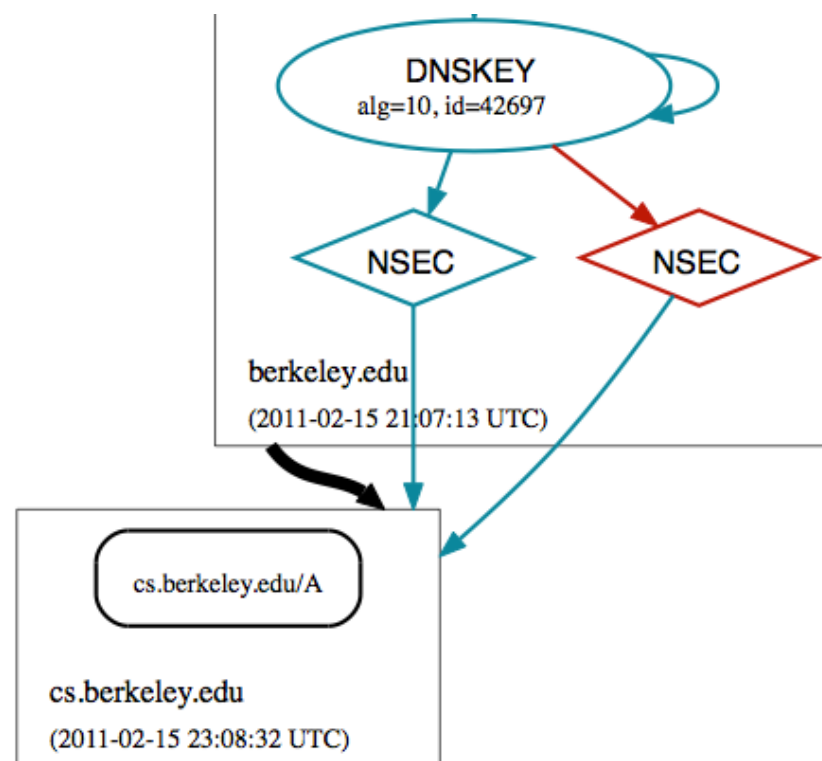 DNSKEY
alg=10, id=42697
NSEC
NSEC
berkeley.edu
(2011-02-15 21:07:13 UTC)
cs.berkeley.edu/A
cs.berkeley.edu
(2011-02-15 23:08:32 UTC)